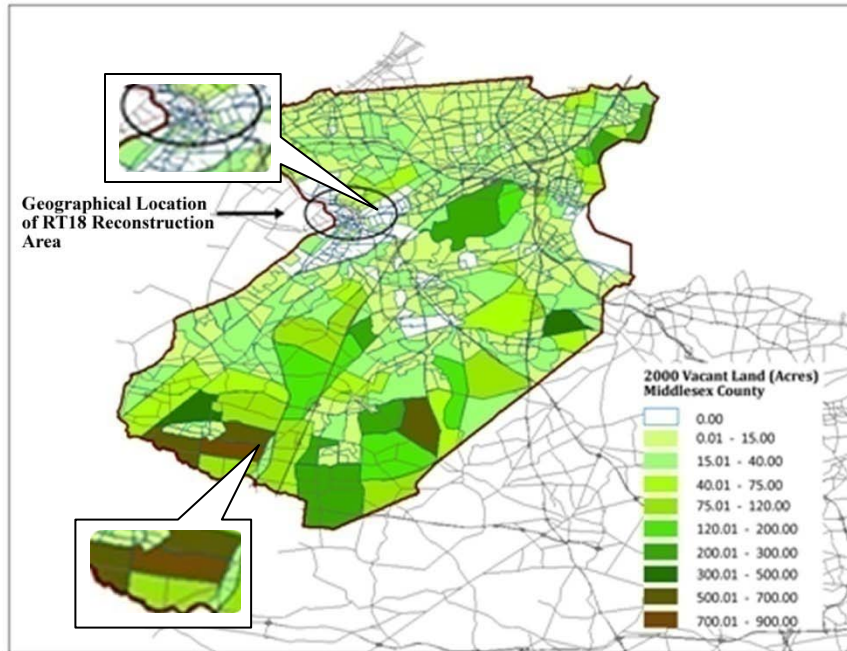 Geographical Location
of RT18 Reconstruction
Area
2000 Vacant Land (Acres)
Middlesex County
0.00
0.01 - 15.00
15.01 - 40.00
40.01 - 75.00
75.01 - 120.00
120.01 - 200.00
200.01 - 300.00
300.01 - 500.00
500.01 - 700.00
700.01 - 900.00